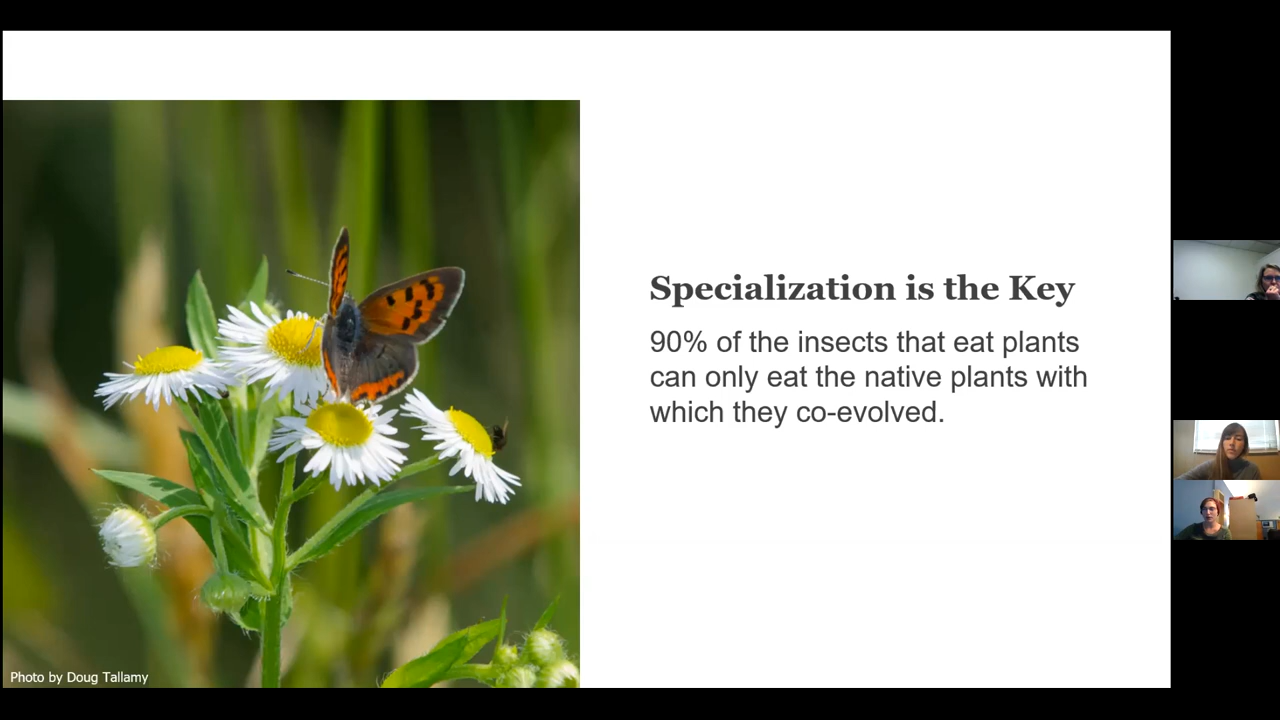 Specialization is the Key
90% of the insects that eat plants
can only eat the native plants with
which they co-evolved.
Photo by Doug Tallamy